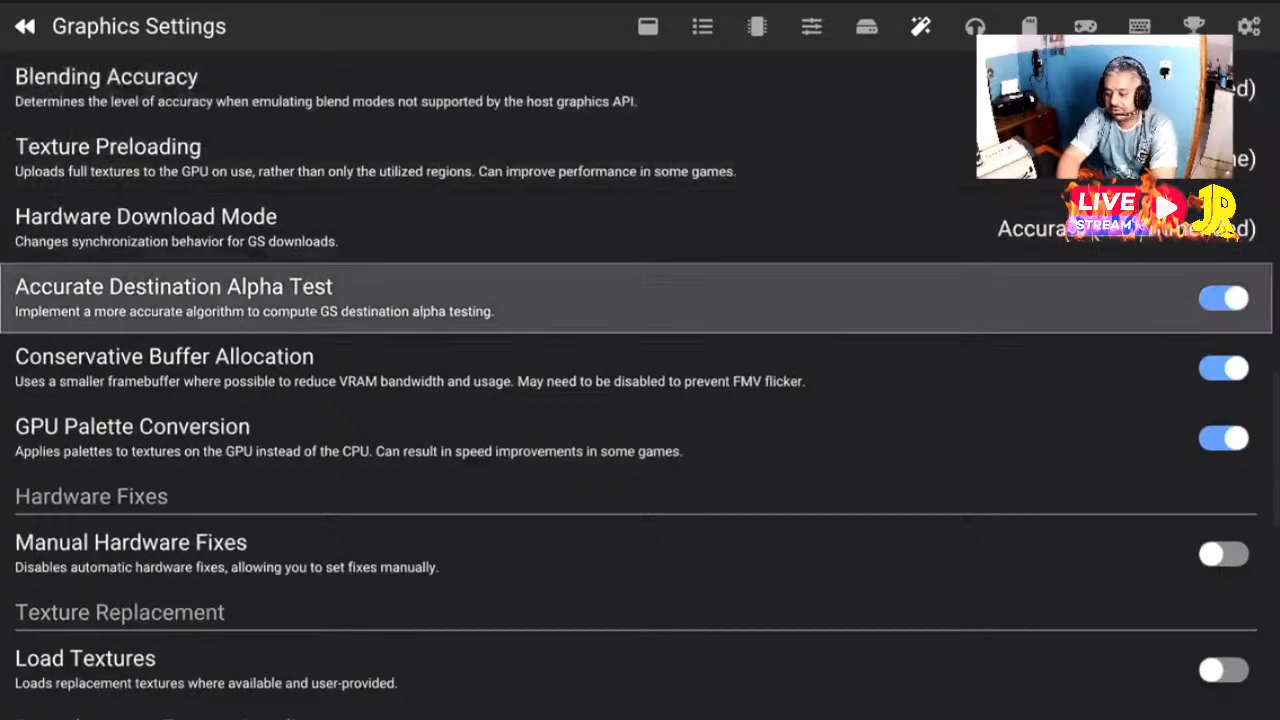 Graphics Settings
Blending Accuracy
Determines the level of accuracy when emulating blend modes not supported by the host graphics API.
Texture Preloading
Uploads full textures to the GPU on use, rather than only the utilized regions. Can improve performance in some games.
Hardware Download Mode
Changes synchronization behavior for GS downloads.
LIVE
STREAM
JR
Accurate Destination Alpha Test
Implement a more accurate algorithm to compute GS destination alpha testing.
Conservative Buffer Allocation
Uses a smaller framebuffer where possible to reduce VRAM bandwidth and usage. May need to be disabled to prevent FMV flicker.
GPU Palette Conversion
Applies palettes to textures on the GPU instead of the CPU. Can result in speed improvements in some games.
Hardware Fixes
Manual Hardware Fixes
Disables automatic hardware fixes, allowing you to set fixes manually.
Texture Replacement
Load Textures
Loads replacement textures where available and user-provided.